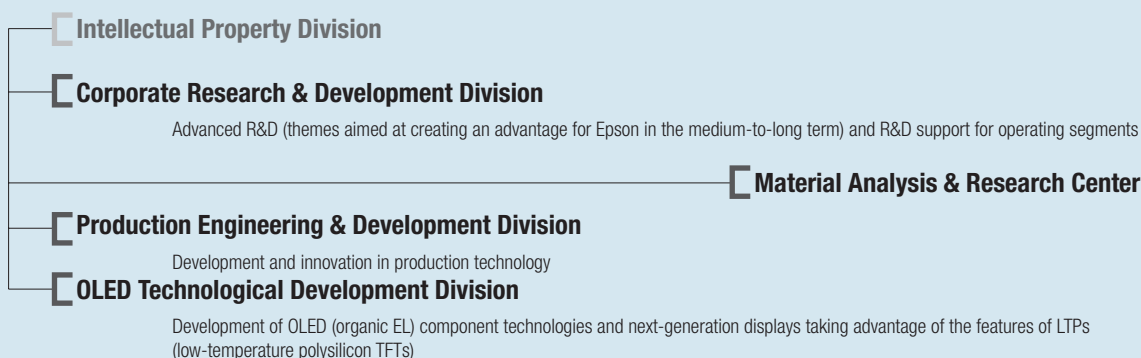 Intellectual Property Division
Corporate Research & Development Division
Advanced R&D (themes aimed at creating an advantage for Epson in the medium-to-long term) and R&D support for operating segments
Material Analysis & Research Center
Production Engineering & Development Division
Development and innovation in production technology
OLED Technological Development Division
Development of OLED (organic EL) component technologies and next-generation displays taking advantage of the features of LTPs
(low-temperature polysilicon TFTs)